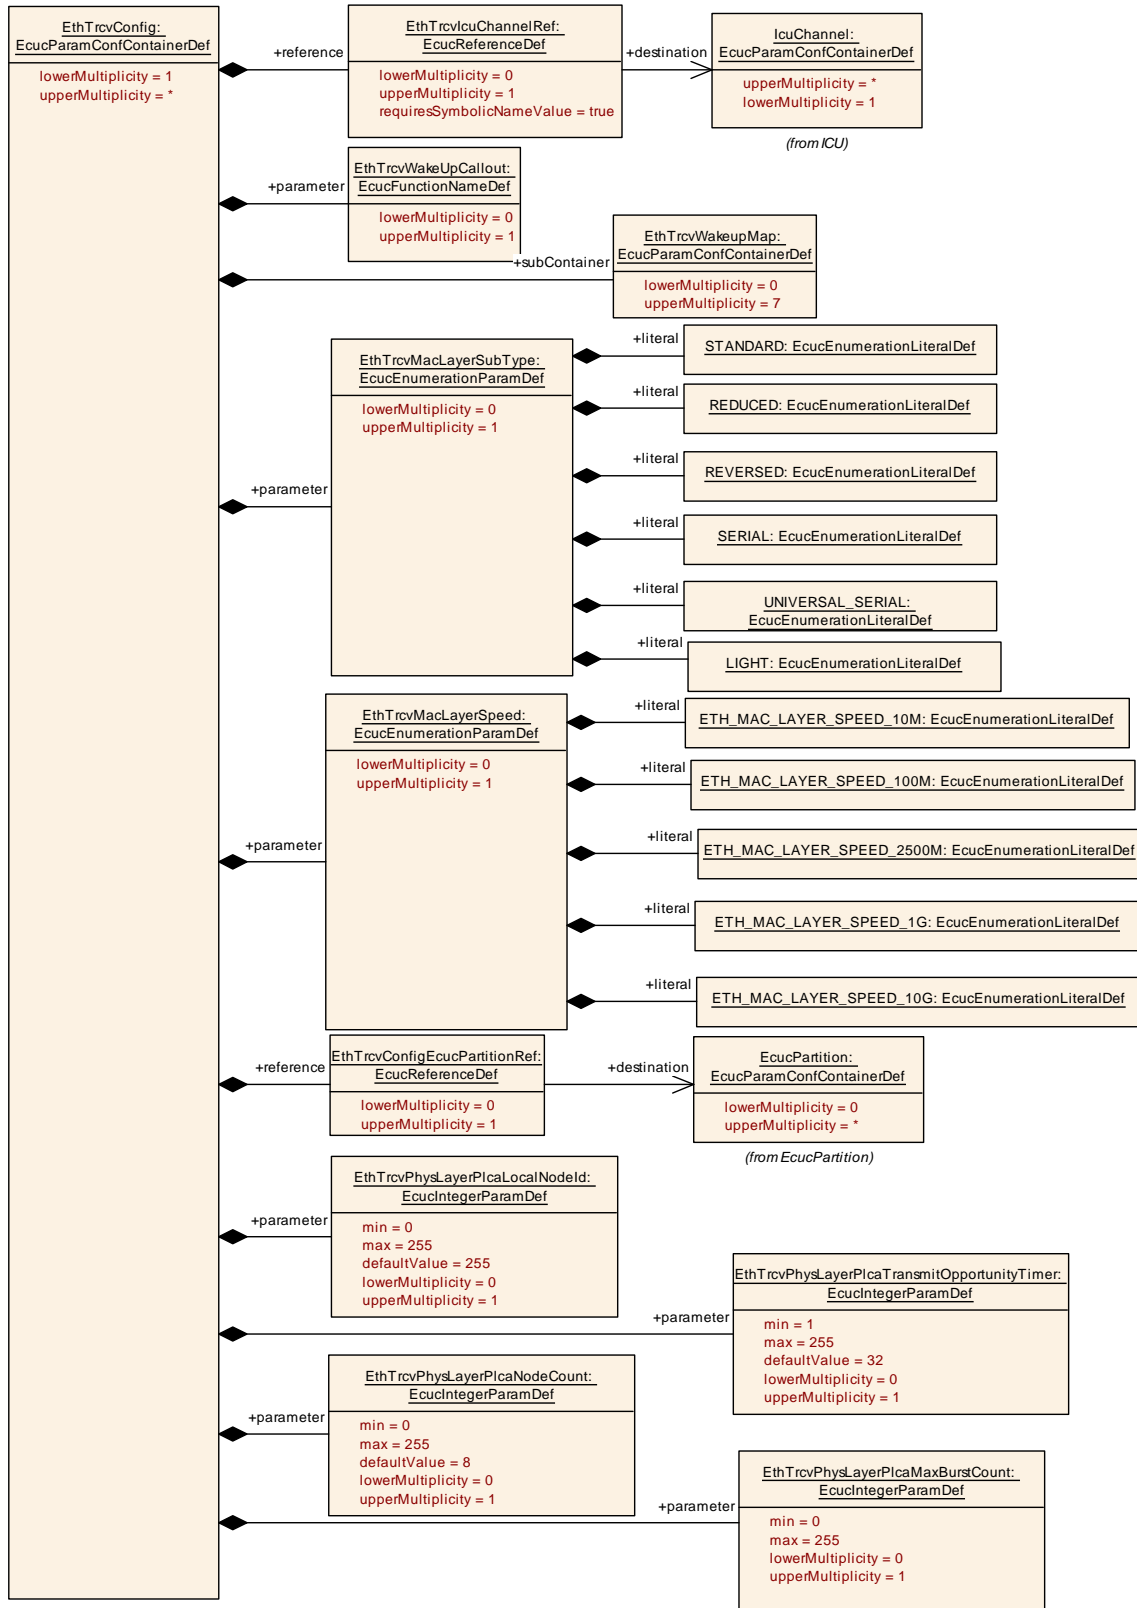 EthTrcvConfig:
EcucParamConfContainerDef
lowerMultiplicity = 1
upperMultiplicity = *
+reference
EthTrcvIcuChannelRef:
EcucReferenceDef
lowerMultiplicity = 0
upperMultiplicity = 1
requiresSymbolicNameValue = true
+destination
IcuChannel:
EcucParamConfContainerDef
upperMultiplicity = *
lowerMultiplicity = 1
(from ICU)
+parameter
EthTrcvWakeUpCallout:
EcucFunctionNameDef
lowerMultiplicity = 0
upperMultiplicity = 1
+subContainer
EthTrcvWakeupMap:
EcucParamConfContainerDef
lowerMultiplicity = 0
upperMultiplicity = 7
+parameter
EthTrcvMacLayerSubType:
EcucEnumerationParamDef
lowerMultiplicity = 0
upperMultiplicity = 1
+literal
STANDARD: EcucEnumerationLiteralDef
+literal
REDUCED: EcucEnumerationLiteralDef
+literal
REVERSED: EcucEnumerationLiteralDef
+literal
SERIAL: EcucEnumerationLiteralDef
+literal
UNIVERSAL_SERIAL:
EcucEnumerationLiteralDef
+literal
LIGHT: EcucEnumerationLiteralDef
+parameter
EthTrcvMacLayerSpeed:
EcucEnumerationParamDef
lowerMultiplicity = 0
upperMultiplicity = 1
+literal
ETH_MAC_LAYER_SPEED_10M: EcucEnumerationLiteralDef
+literal
ETH_MAC_LAYER_SPEED_100M: EcucEnumerationLiteralDef
+literal
ETH_MAC_LAYER_SPEED_2500M: EcucEnumerationLiteralDef
+literal
ETH_MAC_LAYER_SPEED_1G: EcucEnumerationLiteralDef
+literal
ETH_MAC_LAYER_SPEED_10G: EcucEnumerationLiteralDef
+reference
EthTrcvConfigEcucPartitionRef:
EcucReferenceDef
lowerMultiplicity = 0
upperMultiplicity = 1
+destination
EcucPartition:
EcucParamConfContainerDef
lowerMultiplicity = 0
upperMultiplicity = *
(from EcucPartition)
+parameter
EthTrcvPhysLayerPlcaLocalNodeId:
EcucIntegerParamDef
min = 0
max = 255
defaultValue = 255
lowerMultiplicity = 0
upperMultiplicity = 1
+parameter
EthTrcvPhysLayerPlcaTransmitOpportunityTimer:
EcucIntegerParamDef
min = 1
max = 255
defaultValue = 32
lowerMultiplicity = 0
upperMultiplicity = 1
+parameter
EthTrcvPhysLayerPlcaNodeCount:
EcucIntegerParamDef
min = 0
max = 255
defaultValue = 8
lowerMultiplicity = 0
upperMultiplicity = 1
+parameter
EthTrcvPhysLayerPlcaMaxBurstCount:
EcucIntegerParamDef
min = 0
max = 255
lowerMultiplicity = 0
upperMultiplicity = 1